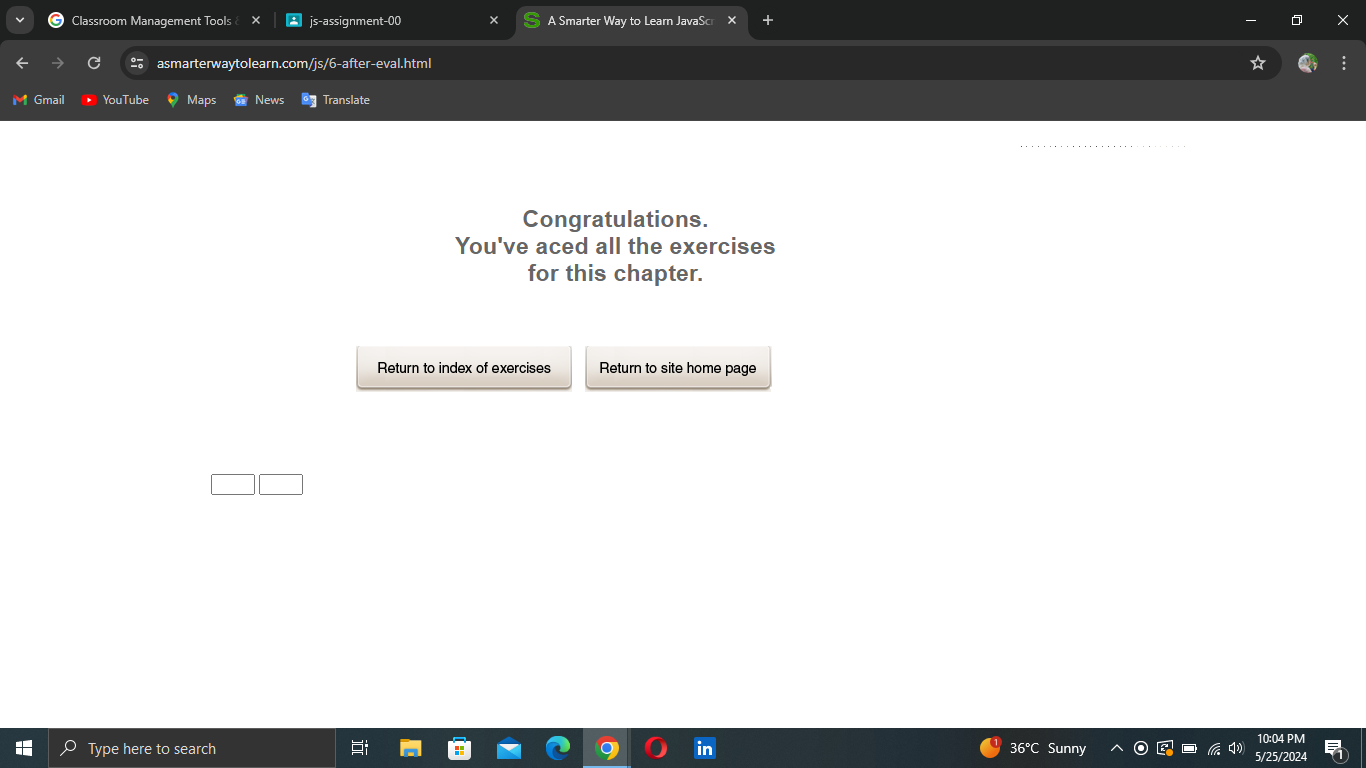 Classroom Management Tools
js-assignment-00
A Smarter Way to Learn JavaScr
asmarterwaytolearn.com/js/6-after-eval.html
Gmail
YouTube
Maps
News
Translate
Congratulations.
You've aced all the exercises
for this chapter.
Return to index of exercises
Return to site home page
Type here to search
36°C Sunny
10:04 PM
5/25/2024